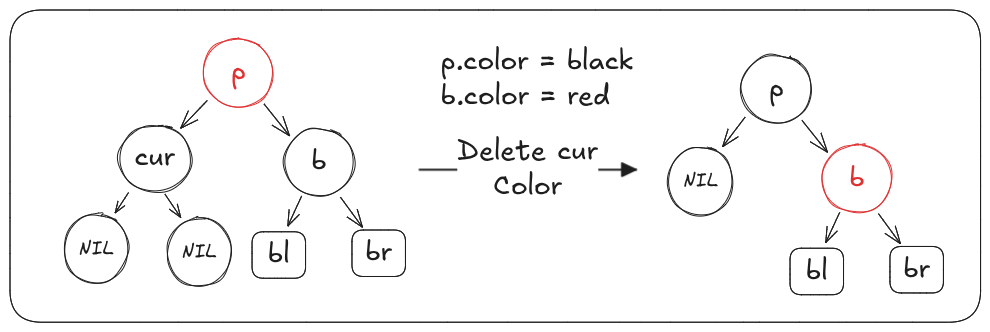 p
cur
b
NIL
NIL
bl
br
p.color = black
b.color = red
Delete cur
Color
p
NIL
b
bl
br